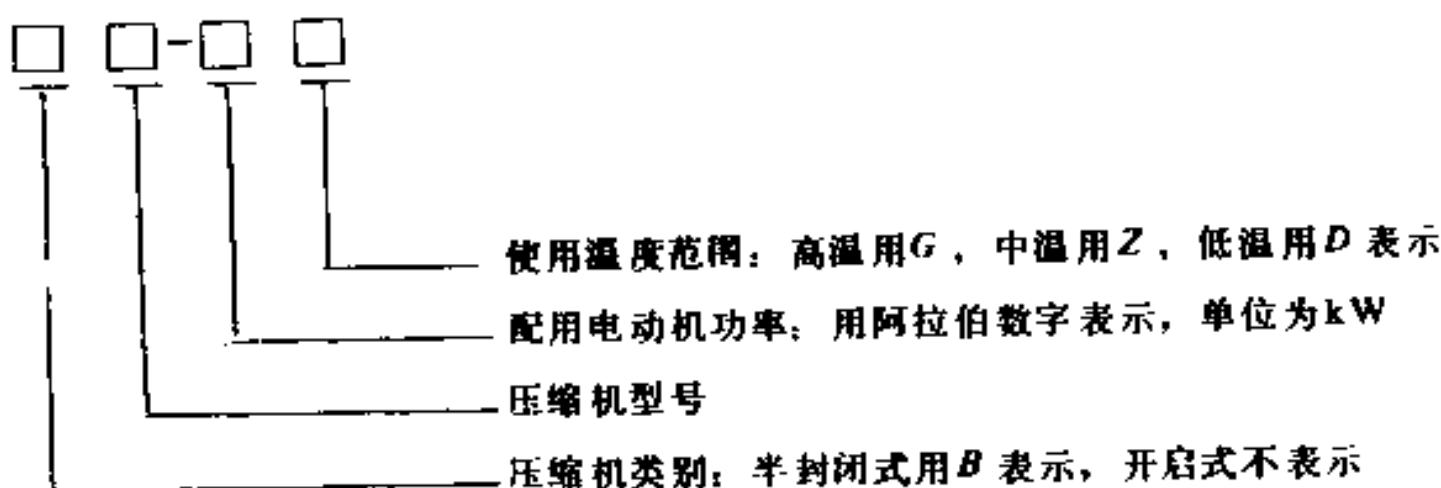 □ □-□ □
使用温度范围：高温用G，中温用Z，低温用D 表示
配用电动机功率：用阿拉伯数字表示，单位为kW
压缩机型号
压缩机类别：半封闭式用B 表示，开启式不表示